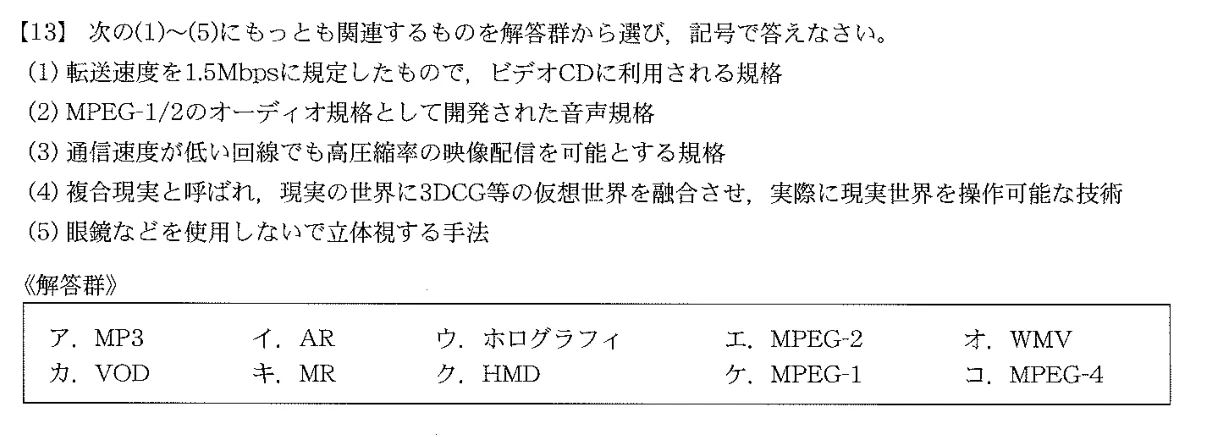 【13】 次の(1)～(5)にもっとも関連するものを解答群から選び，記号で答えなさい。
(1) 転送速度を1.5Mbpsに規定したもので，ビデオCDに利用される規格
(2) MPEG-1/2のオーディオ規格として開発された音声規格
(3) 通信速度が低い回線でも高圧縮率の映像配信を可能とする規格
(4) 複合現実と呼ばれ，現実の世界に3DCG等の仮想世界を融合させ，実際に現実世界を操作可能な技術
(5) 眼鏡などを使用しないで立体視する手法
《解答群》
ア．MP3 イ．AR ウ．ホログラフィ エ．MPEG-2 オ．WMV
カ．VOD キ．MR ク．HMD ケ．MPEG-1 コ．MPEG-4